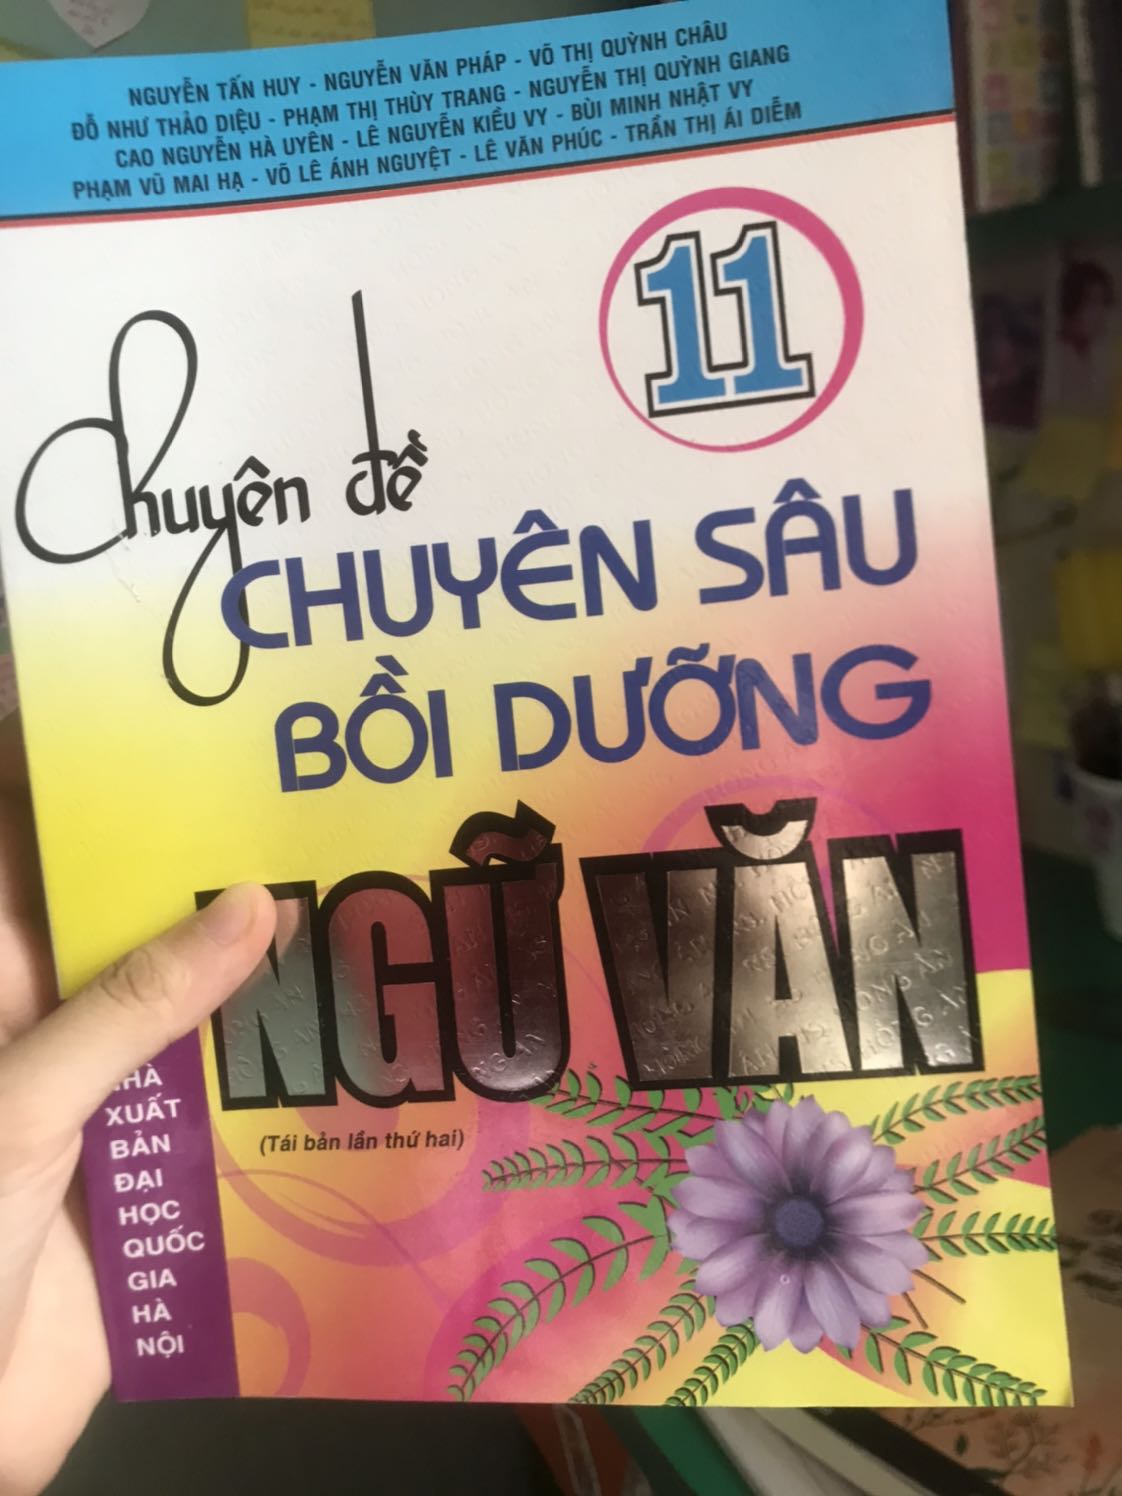 NGUYỄN TẤN HUY - NGUYỄN VĂN PHÁP - VÕ THỊ QUỲNH CHÂU
ĐỖ NHƯ THẢO DIỆU - PHẠM THỊ THÙY TRANG - NGUYỄN THỊ QUỲNH GIANG
CAO NGUYỄN HÀ UYÊN - LÊ NGUYỄN KIỀU VY - BÙI MINH NHẬT VY
PHẠM VŨ MAI HẠ - VÕ LÊ ÁNH NGUYỆT - LÊ VĂN PHÚC - TRẦN THỊ ÁI DIỄM
11
Chuyên đề
CHUYÊN SÂU
BỒI DƯỠNG
NGỮ VĂN
(Tái bản lần thứ hai)
NHÀ
XUẤT
BẢN
ĐẠI
HỌC
QUỐC
GIA
HÀ
NỘI